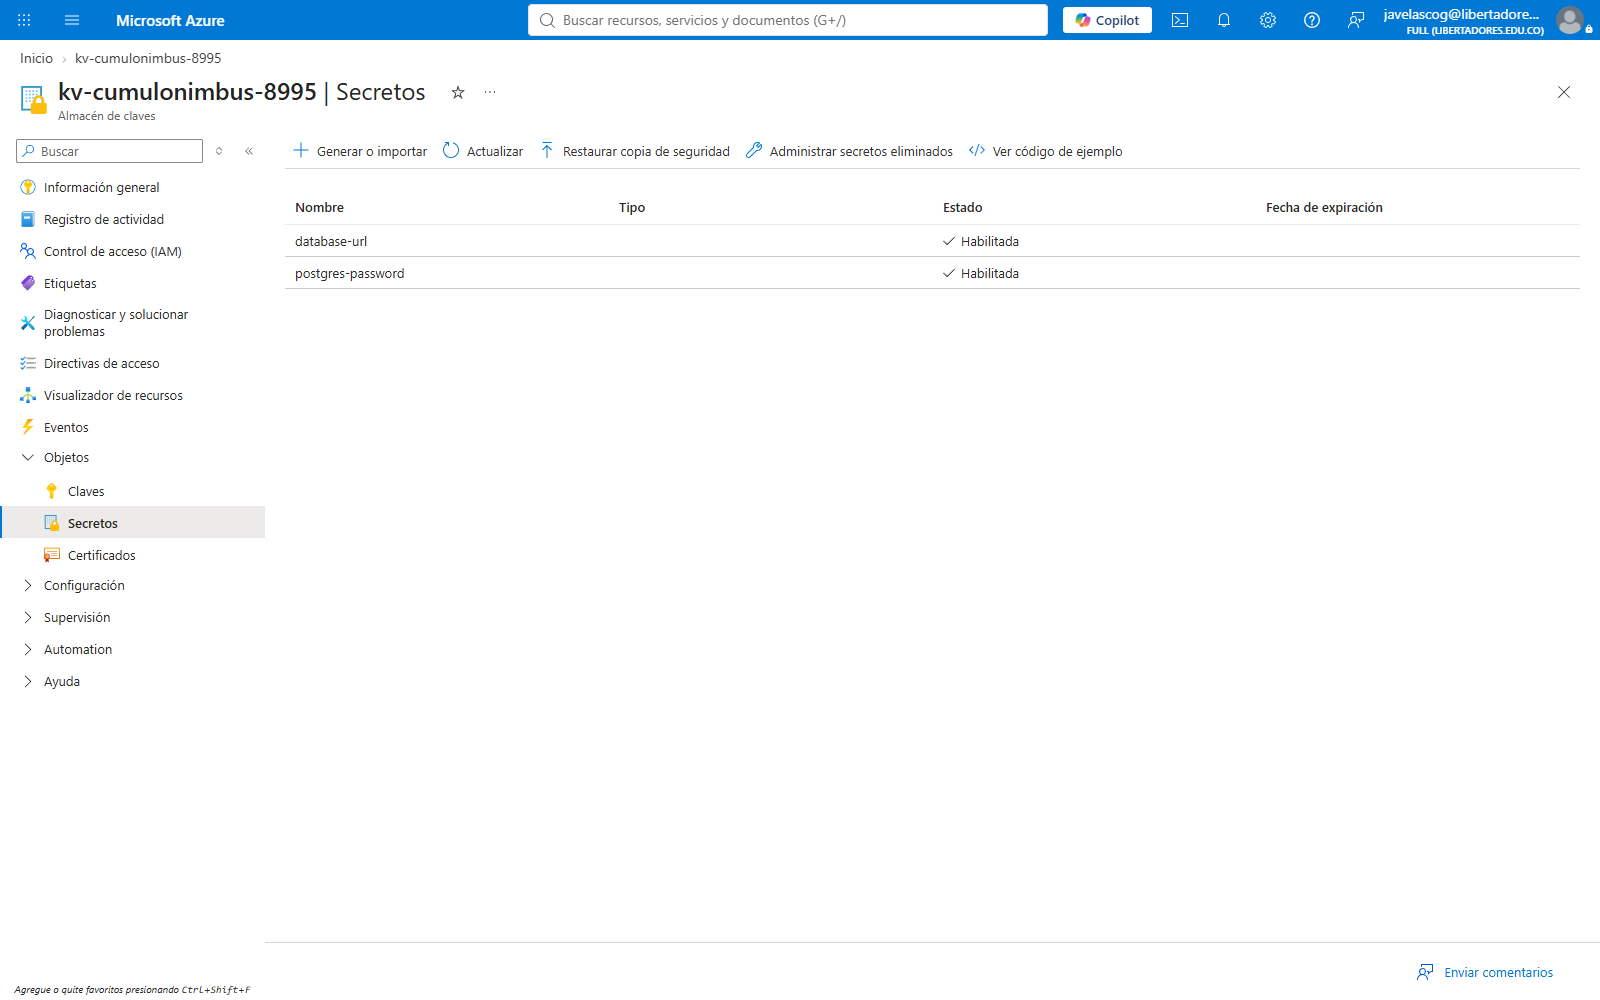 Microsoft Azure
Buscar recursos, servicios y documentos (G+/)
Copilot
javelascog@libertadore...
FULL (LIBERTADORES.EDU.CO)
Inicio > kv-cumulonimbus-8995
kv-cumulonimbus-8995 | Secretos
Almacén de claves
Buscar
Generar o importar
Actualizar
Restaurar copia de seguridad
Administrar secretos eliminados
Ver código de ejemplo
Información general
Registro de actividad
Control de acceso (IAM)
Etiquetas
Diagnosticar y solucionar
problemas
Directivas de acceso
Visualizador de recursos
Eventos
Objetos
Claves
Secretos
Certificados
Configuración
Supervisión
Automation
Ayuda
Nombre Tipo Estado Fecha de expiración
database-url Habilitada
postgres-password Habilitada
Enviar comentarios
Agregue o quite favoritos presionando Ctrl+Shift+F